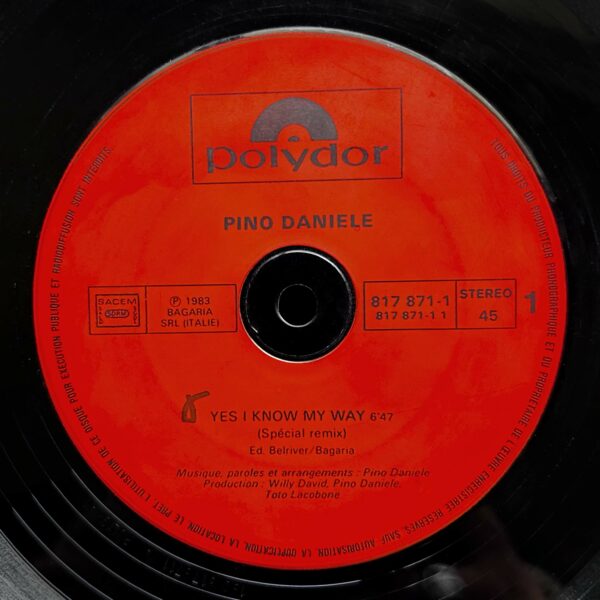 polydor
PINO DANIELE
SACEM
SDRM
℗ 1983
BAGARIA
SRL (ITALIE)
817 871-1
817 871-1 1
STEREO
45
1
YES I KNOW MY WAY 6'47
(Spécial remix)
Ed. Belriver/Bagaria
Musique, paroles et arrangements : Pino Daniele
Production : Willy David, Pino Daniele,
Toto Lacobone
TOUS DROITS DU PRODUCTEUR PHONOGRAPHIQUE ET DU PROPRIETAIRE DE L'ŒUVRE ENREGISTREE RESERVES, SAUF AUTORISATION, LA DUPLICATION, LA LOCATION, LE PRET, L'UTILISATION DE CE DISQUE POUR EXECUTION PUBLIQUE ET RADIODIFFUSION SONT INTERDITS.